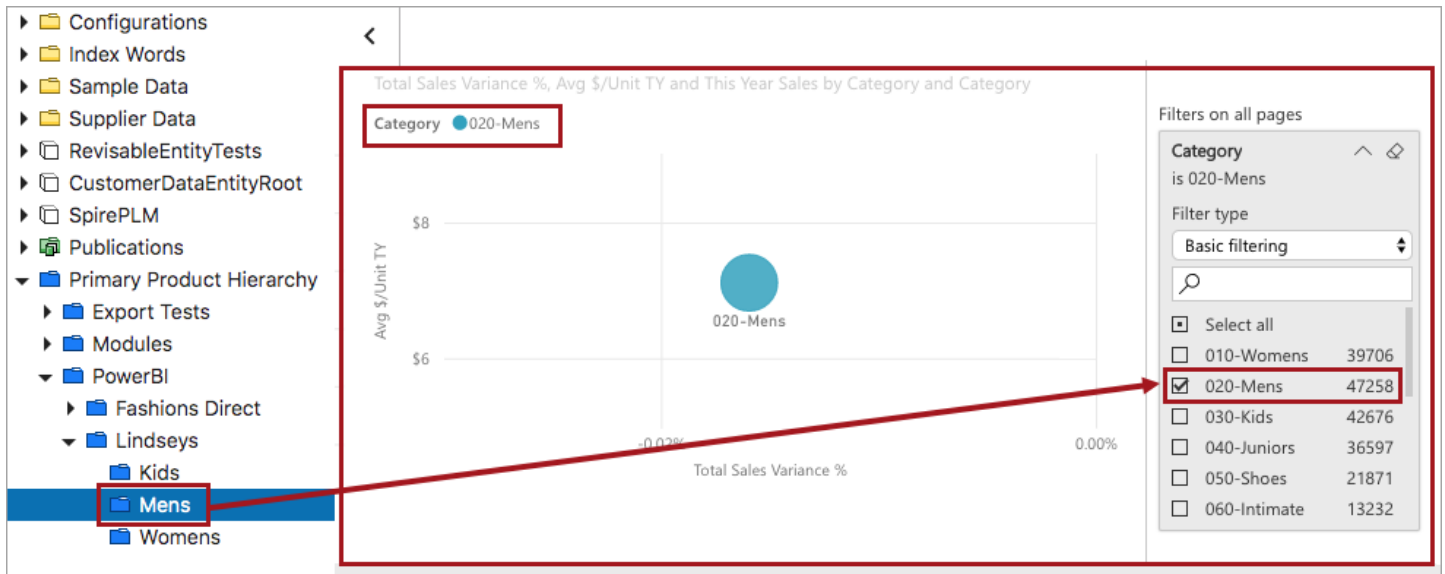 Configurations
Index Words
Sample Data
Supplier Data
RevisableEntityTests
CustomerDataEntityRoot
SpirePLM
Publications
Primary Product Hierarchy
Export Tests
Modules
PowerBI
Fashions Direct
Lindseys
Kids
Mens
Womens
Total Sales Variance %, Avg $/Unit TY and This Year Sales by Category and Category
Category 020-Mens
$8
$6
Avg $/Unit TY
020-Mens
-0.02%
0.00%
Total Sales Variance %
Filters on all pages
Category
is 020-Mens
Filter type
Basic filtering
Select all
010-Womens 39706
020-Mens 47258
030-Kids 42676
040-Juniors 36597
050-Shoes 21871
060-Intimate 13232